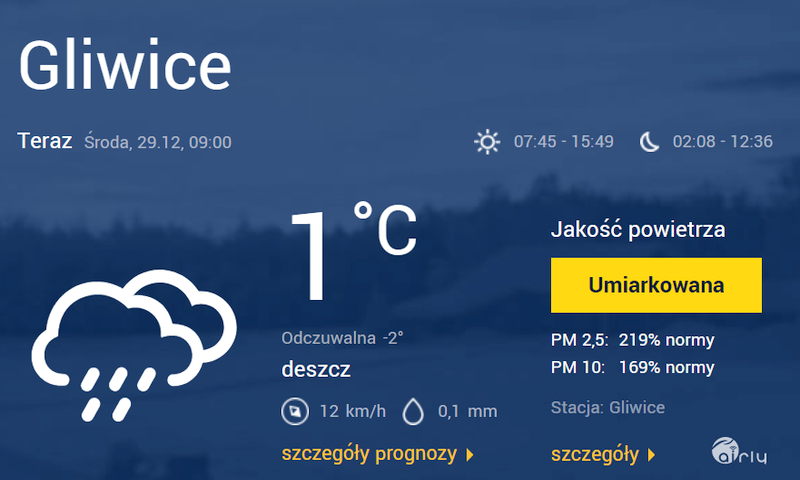 Gliwice
Teraz Środa, 29.12, 09:00
07:45 - 15:49 02:08 - 12:36
1 °C
Odczuwalna -2°
deszcz
12 km/h 0,1 mm
szczegóły prognozy
Jakość powietrza
Umiarkowana
PM 2,5: 219% normy
PM 10: 169% normy
Stacja: Gliwice
szczegóły
airly